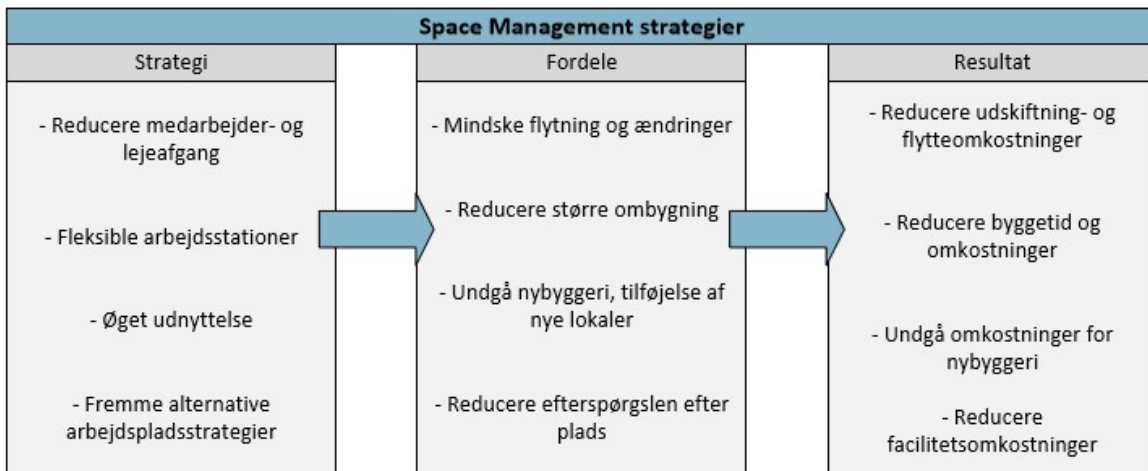 Space Management strategier
Strategi
Fordele
Resultat
- Reducere medarbejder- og
lejeafgang
- Fleksible arbejdsstationer
- Øget udnyttelse
- Fremme alternative
arbejdspladsstrategier
- Mindske flytning og ændringer
- Reducere større ombygning
- Undgå nybyggeri, tilføjelse af
nye lokaler
- Reducere efterspørgslen efter
plads
- Reducere udskiftning- og
flytteomkostninger
- Reducere byggetid og
omkostninger
- Undgå omkostninger for
nybyggeri
- Reducere
facilitetsomkostninger